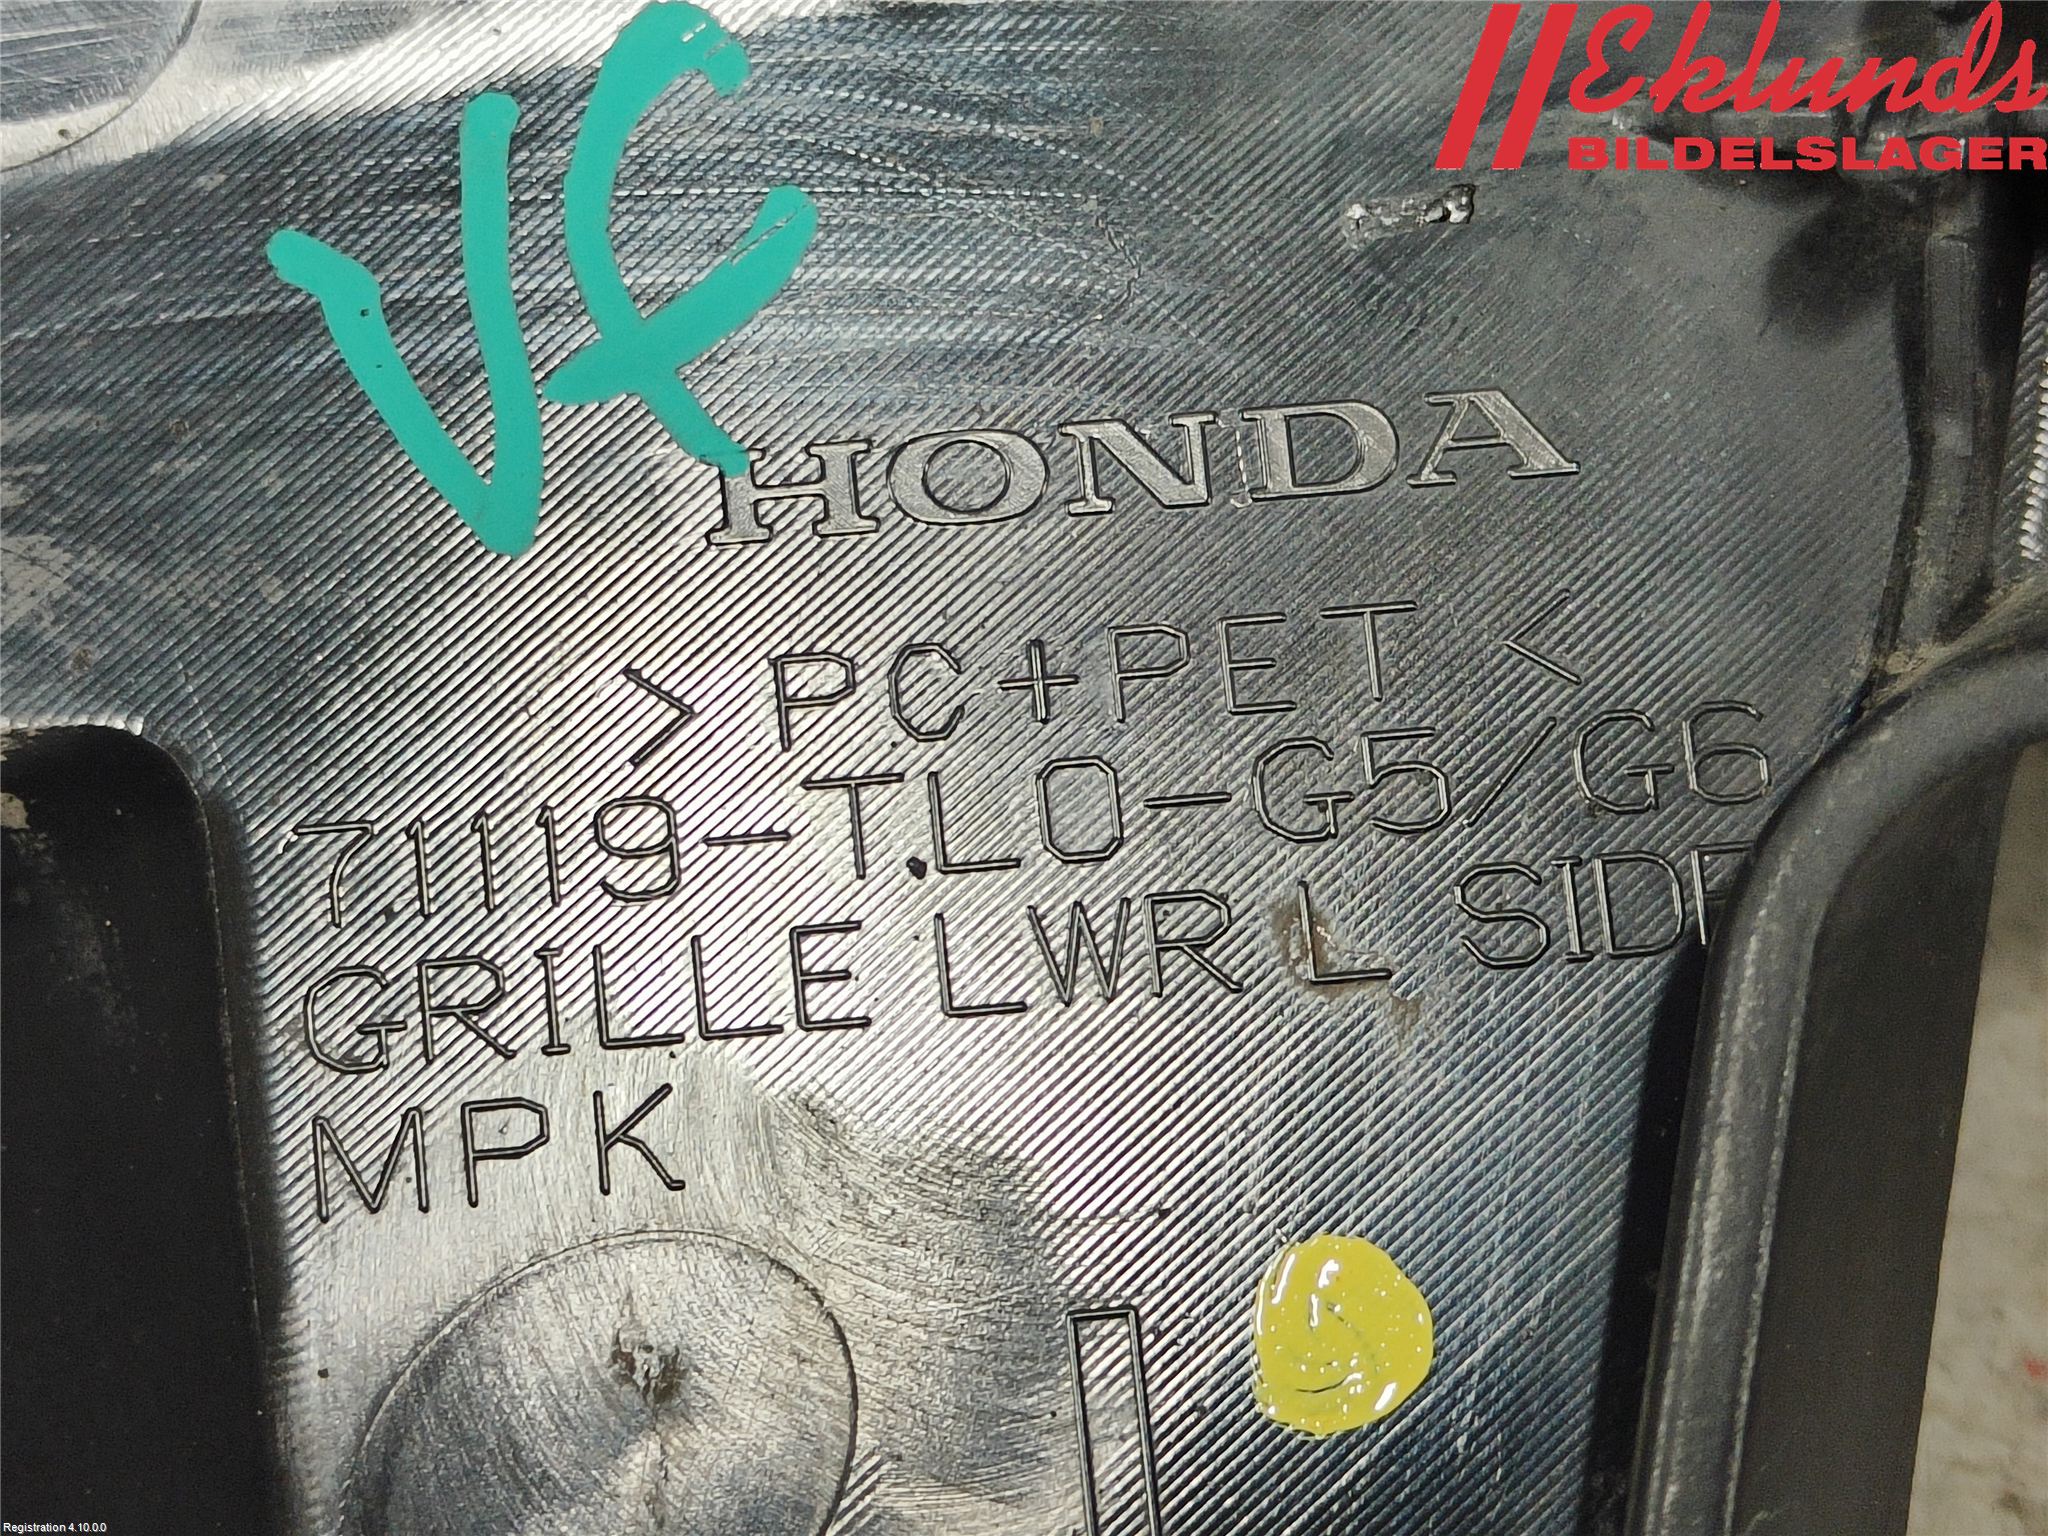 Eklunds
BILDELSLAGER
VF
HONDA
>PC+PET<
71119-TL0-G5/G6
GRILLE LWR L SIDE
MPK
Registration 4.10.0.0